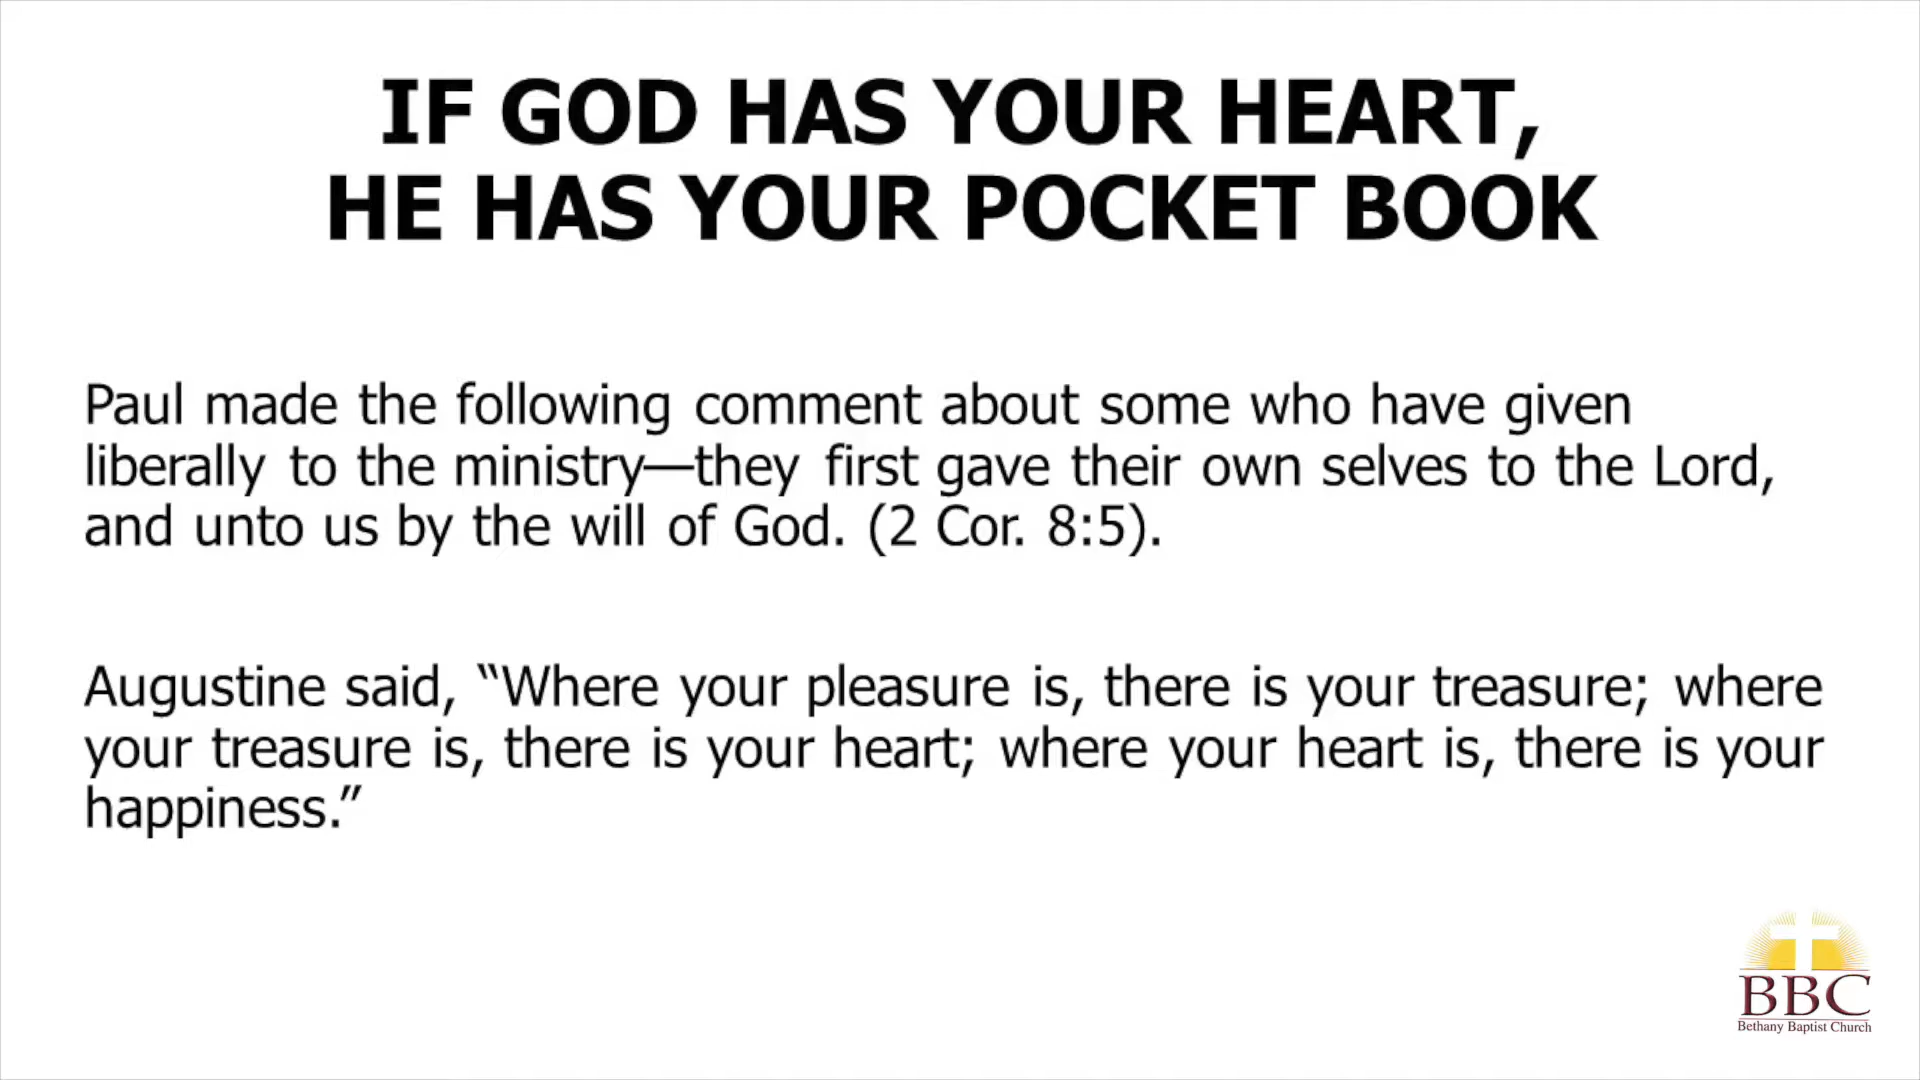 IF GOD HAS YOUR HEART,
HE HAS YOUR POCKET BOOK
Paul made the following comment about some who have given
liberally to the ministry—they first gave their own selves to the Lord,
and unto us by the will of God. (2 Cor. 8:5).
Augustine said, “Where your pleasure is, there is your treasure; where
your treasure is, there is your heart; where your heart is, there is your
happiness.”
BBC
Bethany Baptist Church